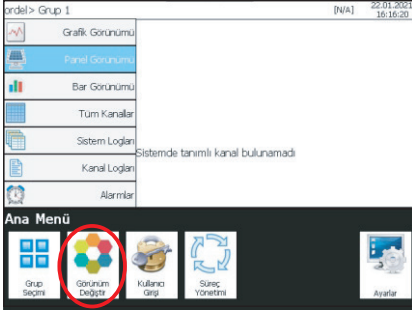 ordel> Grup 1 [N/A] 22.01.2021
16:16:20
Grafik Görünümü
Panel Görünümü
Bar Görünümü
Tüm Kanallar
Sistem Logları
Kanal Logları
Alarmlar
Sistemde tanımlı kanal bulunamadı
Ana Menü
Grup
Seçimi
Görünüm
Değiştir
Kullanıcı
Girişi
Süreç
Yönetimi
Ayarlar